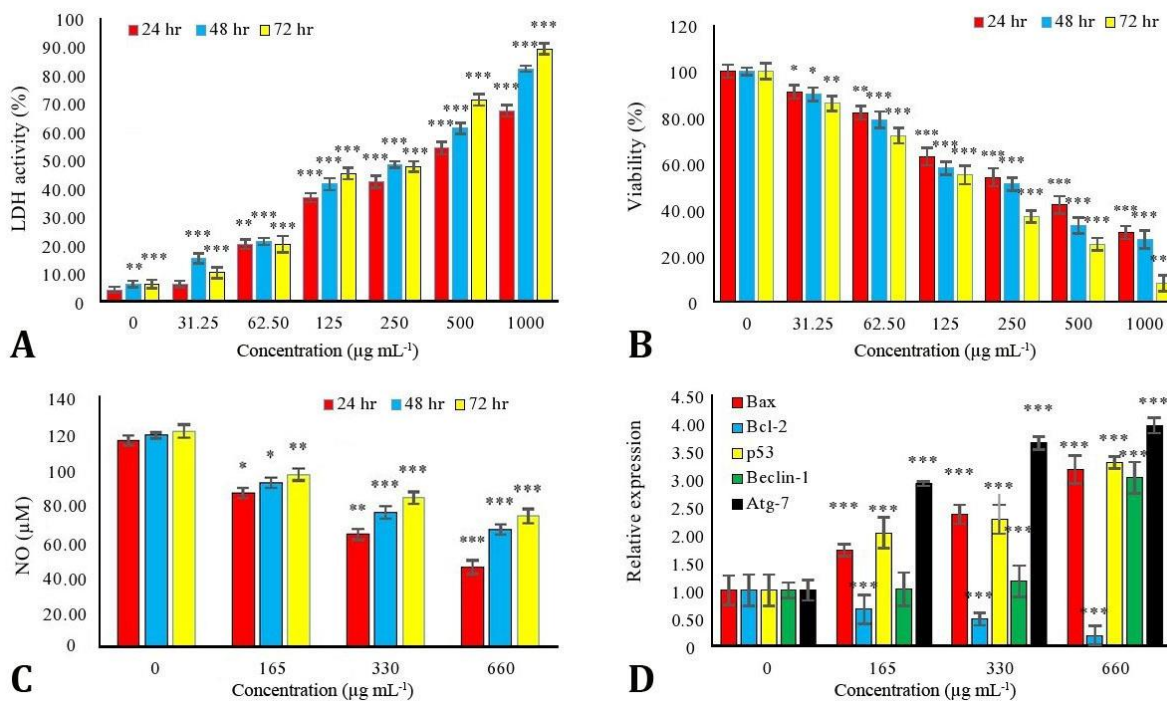 100
90.00
80.00
70.00
60.00
50.00
40.00
30.00
20.00
10.00
0
LDH activity (%)
24 hr 48 hr 72 hr
** ***
*** ***
** *** ***
*** *** ***
*** *** ***
*** *** ***
*** *** ***
0 31.25 62.50 125 250 500 1000
Concentration (µg mL-1)
A
120
100
80.00
60.00
40.00
20.00
0
Viability (%)
24 hr 48 hr 72 hr
* * **
** *** ***
*** *** ***
*** *** ***
*** *** ***
*** *** **
0 31.25 62.50 125 250 500 1000
Concentration (µg mL-1)
B
140
120
100
80.00
60.00
40.00
20.00
0
NO (µM)
24 hr 48 hr 72 hr
* * **
** *** ***
*** *** ***
0 165 330 660
Concentration (µg mL-1)
C
4.50
4.00
3.50
3.00
2.50
2.00
1.50
1.00
0.50
0
Relative expression
Bax
Bcl-2
p53
Beclin-1
Atg-7
*** *** *** ***
*** *** *** *** ***
*** *** *** *** ***
0 165 330 660
Concentration (µg mL-1)
D